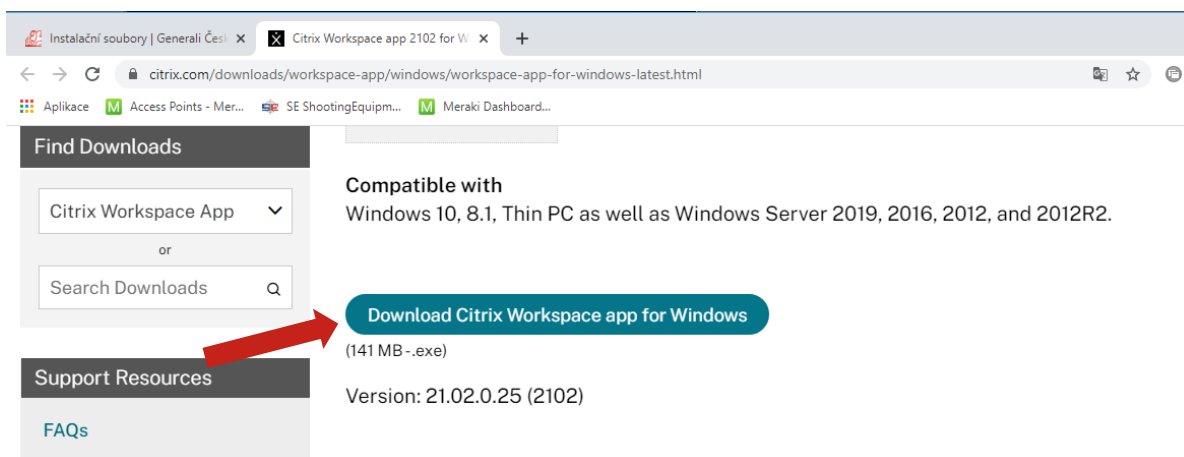 Instalační soubory | Generali Česk
Citrix Workspace app 2102 for W
citrix.com/downloads/workspace-app/windows/workspace-app-for-windows-latest.html
Aplikace
Access Points - Mer...
SE ShootingEquipm...
Meraki Dashboard...
Find Downloads
Citrix Workspace App
or
Search Downloads
Support Resources
FAQs
Compatible with
Windows 10, 8.1, Thin PC as well as Windows Server 2019, 2016, 2012, and 2012R2.
Download Citrix Workspace app for Windows
(141 MB - .exe)
Version: 21.02.0.25 (2102)